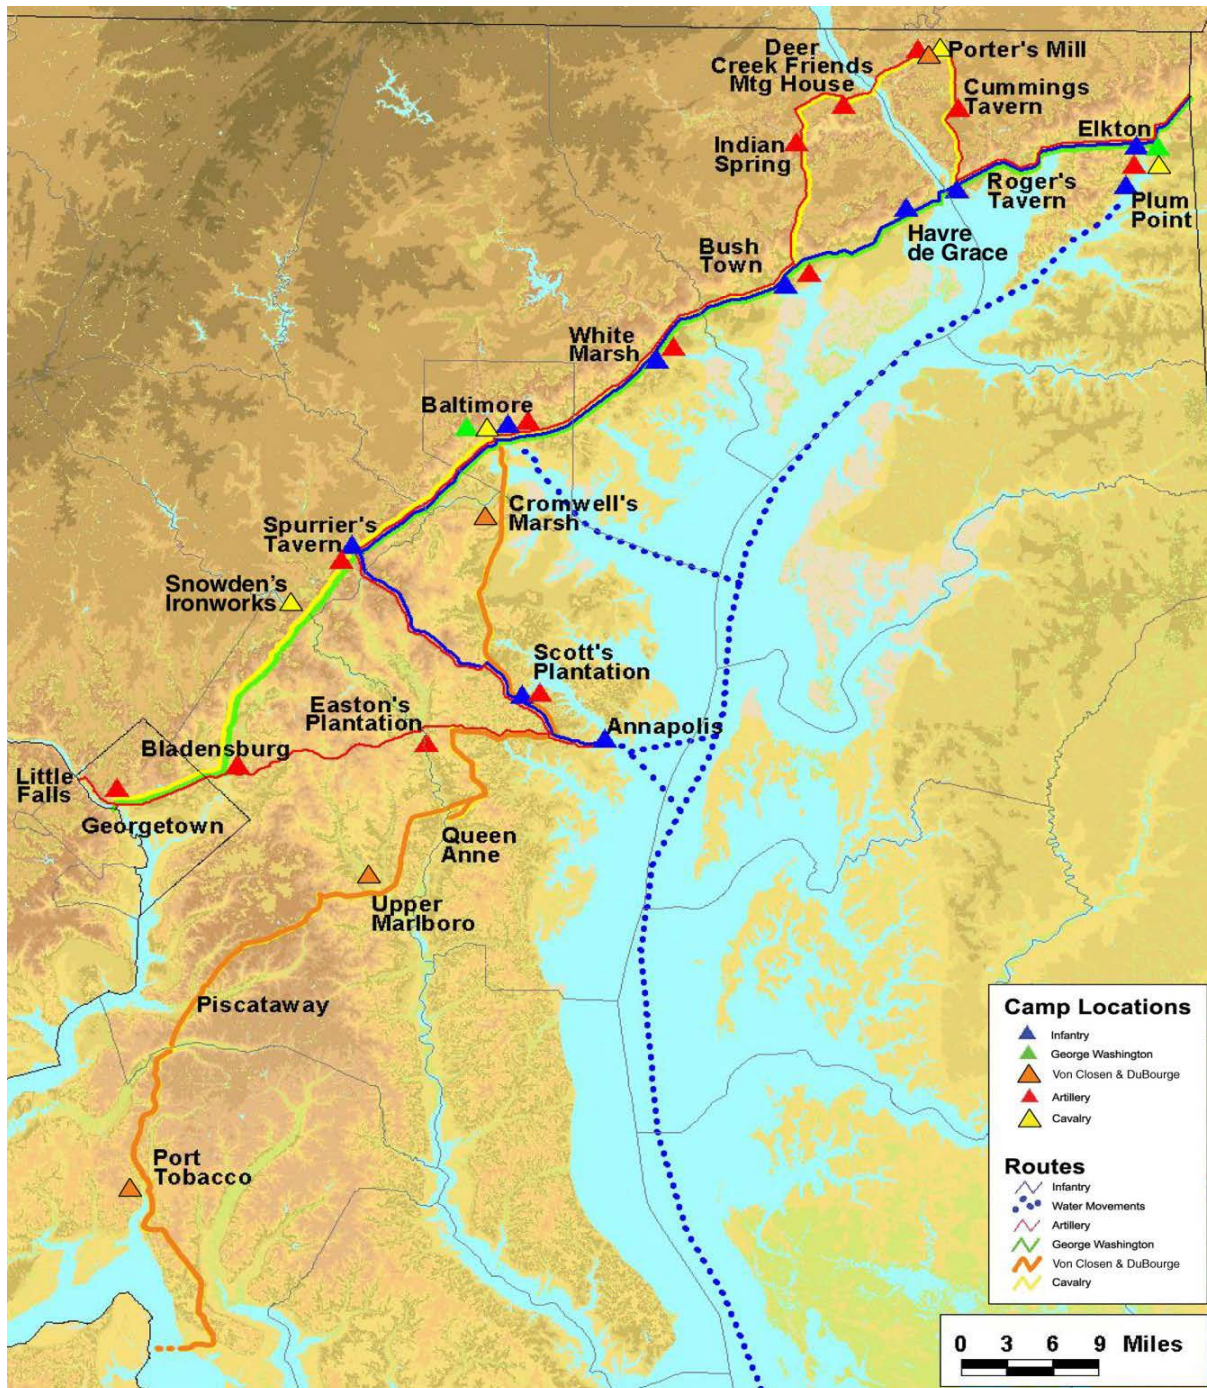 Deer
Creek Friends
Mtg House
Porter's Mill
Cummings
Tavern
Elkton
Indian
Spring
Roger's
Tavern
Plum
Point
Havre
de Grace
Bush
Town
White
Marsh
Baltimore
Cromwell's
Marsh
Spurrier's
Tavern
Snowden's
Ironworks
Scott's
Plantation
Easton's
Plantation
Annapolis
Bladensburg
Little
Falls
Georgetown
Queen
Anne
Upper
Marlboro
Piscataway
Port
Tobacco
Camp Locations
Infantry
George Washington
Von Closen & DuBourge
Artillery
Cavalry
Routes
Infantry
Water Movements
Artillery
George Washington
Von Closen & DuBourge
Cavalry
0 3 6 9 Miles